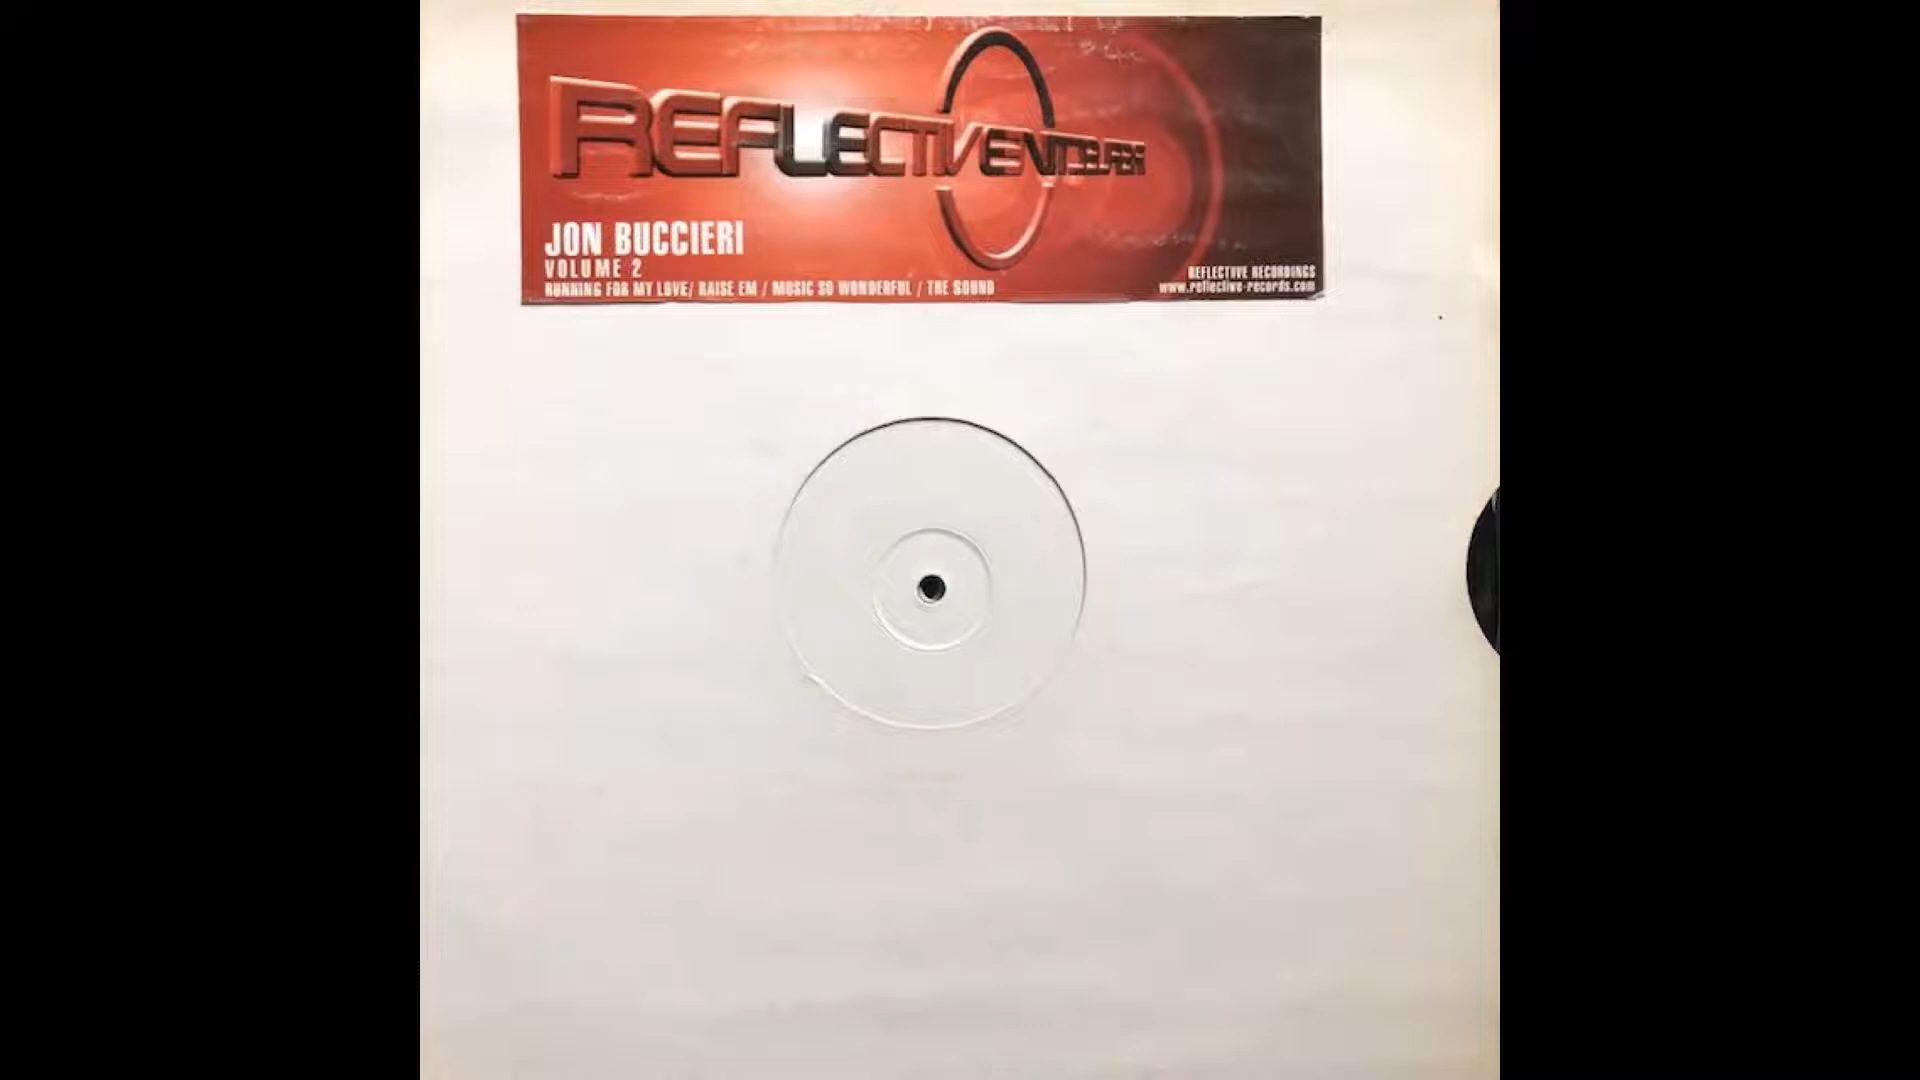 REFLECTIVE
JON BUCCIERI
VOLUME 2
RUNNING FOR MY LOVE/ RAISE EM / MUSIC SO WONDERFUL / THE SOUND
REFLECTIVE RECORDINGS
www.reflective-records.com